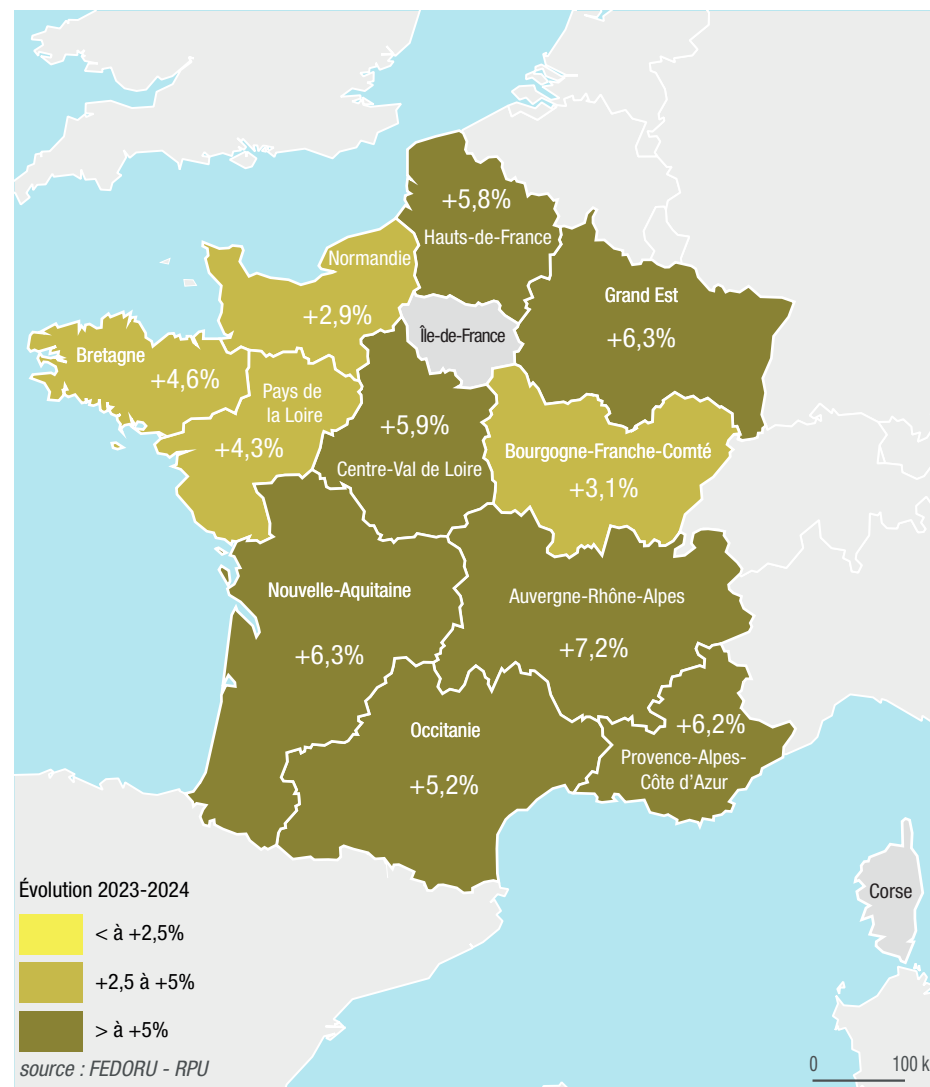 +5,8%
Hauts-de-France
Normandie
+2,9%
Île-de-France
Grand Est
+6,3%
Bretagne
+4,6%
Pays de
la Loire
+4,3%
+5,9%
Centre-Val de Loire
Bourgogne-Franche-Comté
+3,1%
Nouvelle-Aquitaine
+6,3%
Auvergne-Rhône-Alpes
+7,2%
Occitanie
+5,2%
+6,2%
Provence-Alpes-
Côte d'Azur
Corse
Évolution 2023-2024
< à +2,5%
+2,5 à +5%
> à +5%
source : FEDORU - RPU
0 100 k